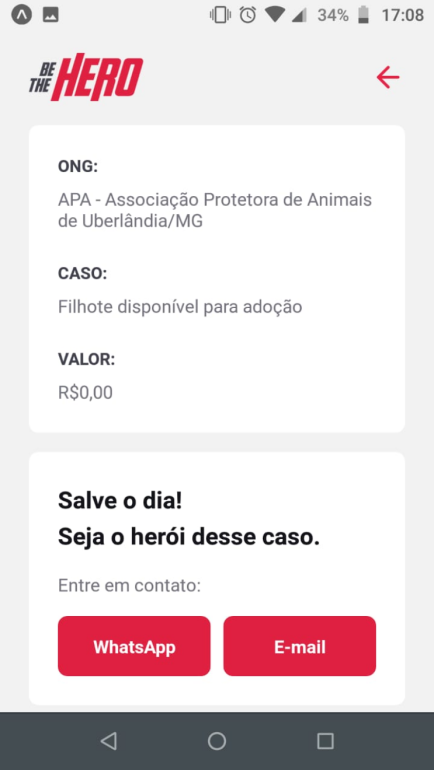 34% 17:08
BE
THE HERO
ONG:
APA - Associação Protetora de Animais
de Uberlândia/MG
CASO:
Filhote disponível para adoção
VALOR:
R$0,00
Salve o dia!
Seja o herói desse caso.
Entre em contato:
WhatsApp E-mail